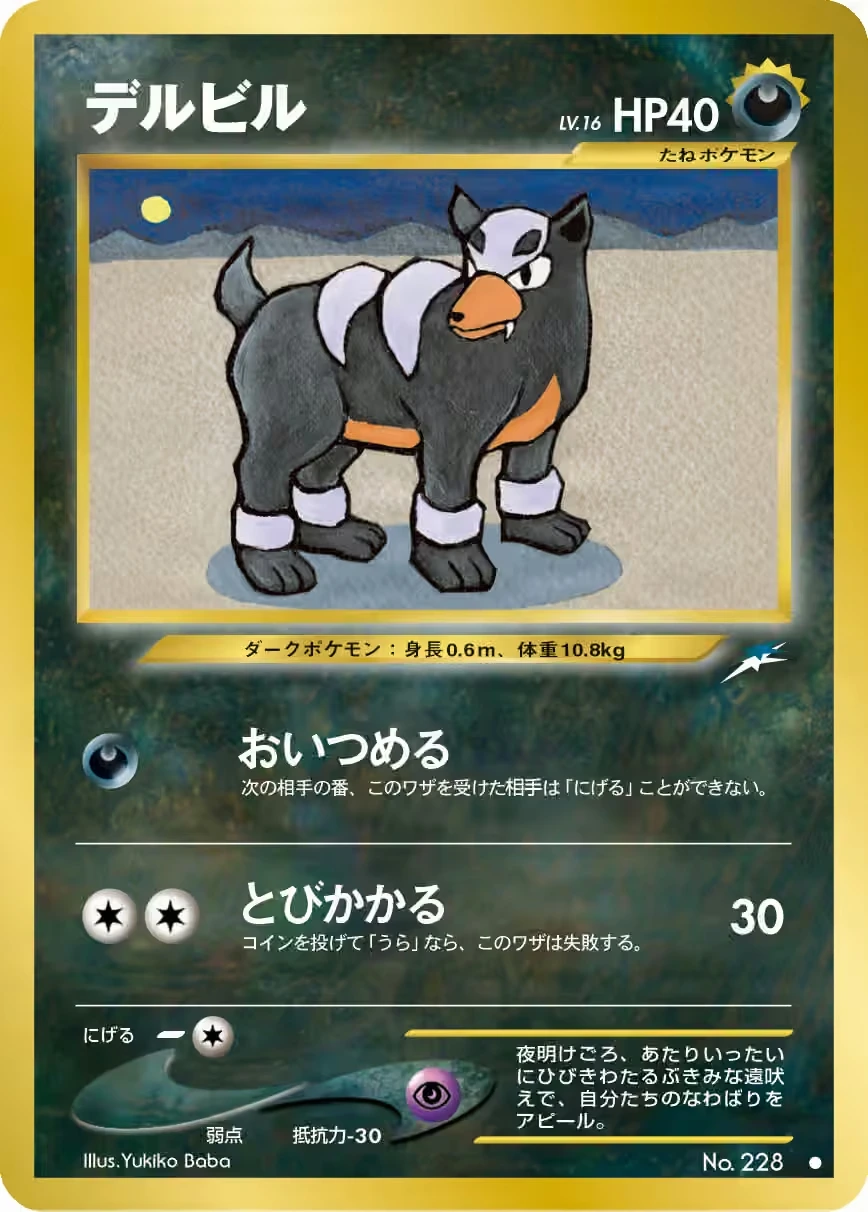 デルビル
LV.16 HP40
たねポケモン
ダークポケモン：身長0.6m、体重10.8kg
おいつめる
次の相手の番、このワザを受けた相手は「にげる」ことができない。
とびかかる 30
コインを投げて「うら」なら、このワザは失敗する。
にげる
弱点 抵抗力-30
夜明けごろ、あたりいったい
にひびきわたるぶきみな遠吠
えで、自分たちのなわばりを
アピール。
Illus.Yukiko Baba
No. 228